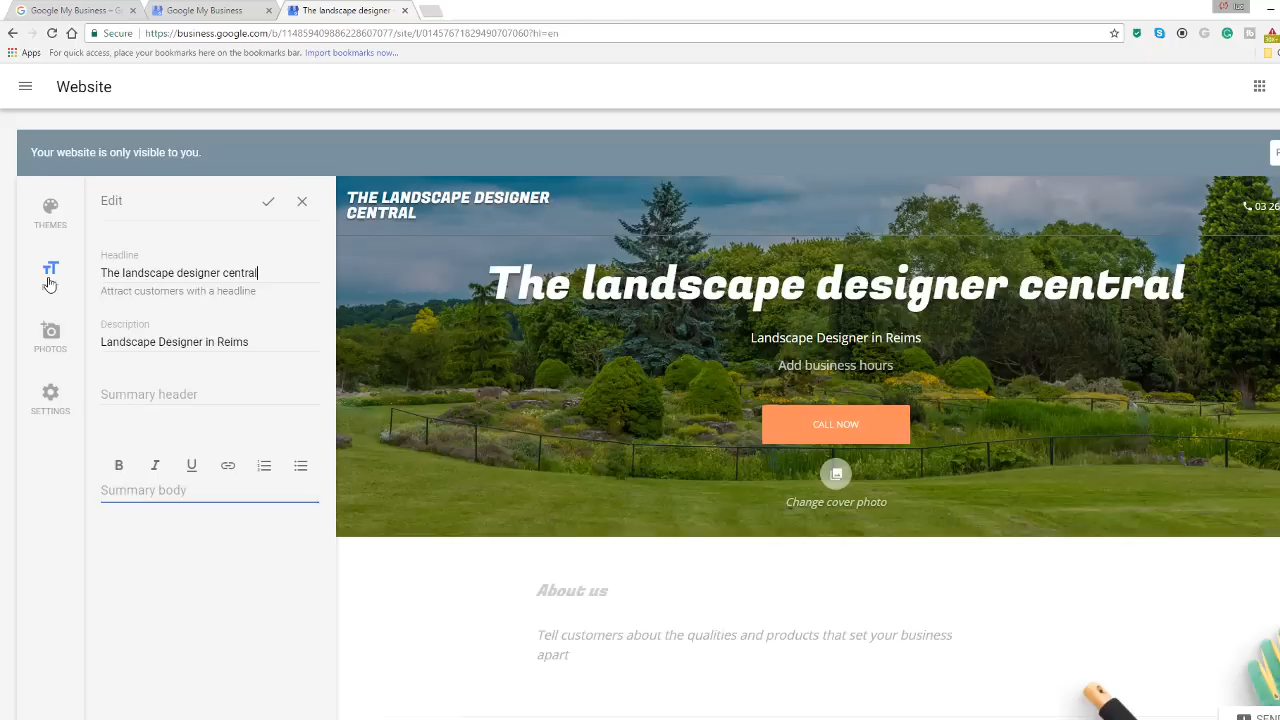 Google My Business – G
Google My Business
The landscape designer
Secure
https://business.google.com/b/114859409886228607077/site/l/01457671829490707060?hl=en
Apps
For quick access, place your bookmarks here on the bookmarks bar. Import bookmarks now...
Website
Your website is only visible to you.
THEMES
PHOTOS
SETTINGS
Edit
Headline
The landscape designer central
Attract customers with a headline
Description
Landscape Designer in Reims
Summary header
B I U
Summary body
THE LANDSCAPE DESIGNER
CENTRAL
03 26
The landscape designer central
Landscape Designer in Reims
Add business hours
CALL NOW
Change cover photo
About us
Tell customers about the qualities and products that set your business
apart